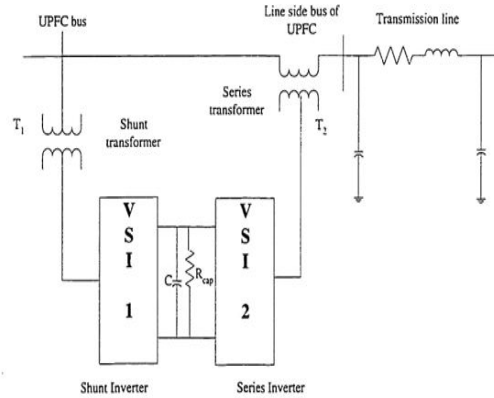 UPFC bus
Line side bus of
UPFC
Transmission line
T1
Shunt
transformer
Series
transformer
T2
V
S
I
1
C
Rcap
V
S
I
2
Shunt Inverter
Series Inverter